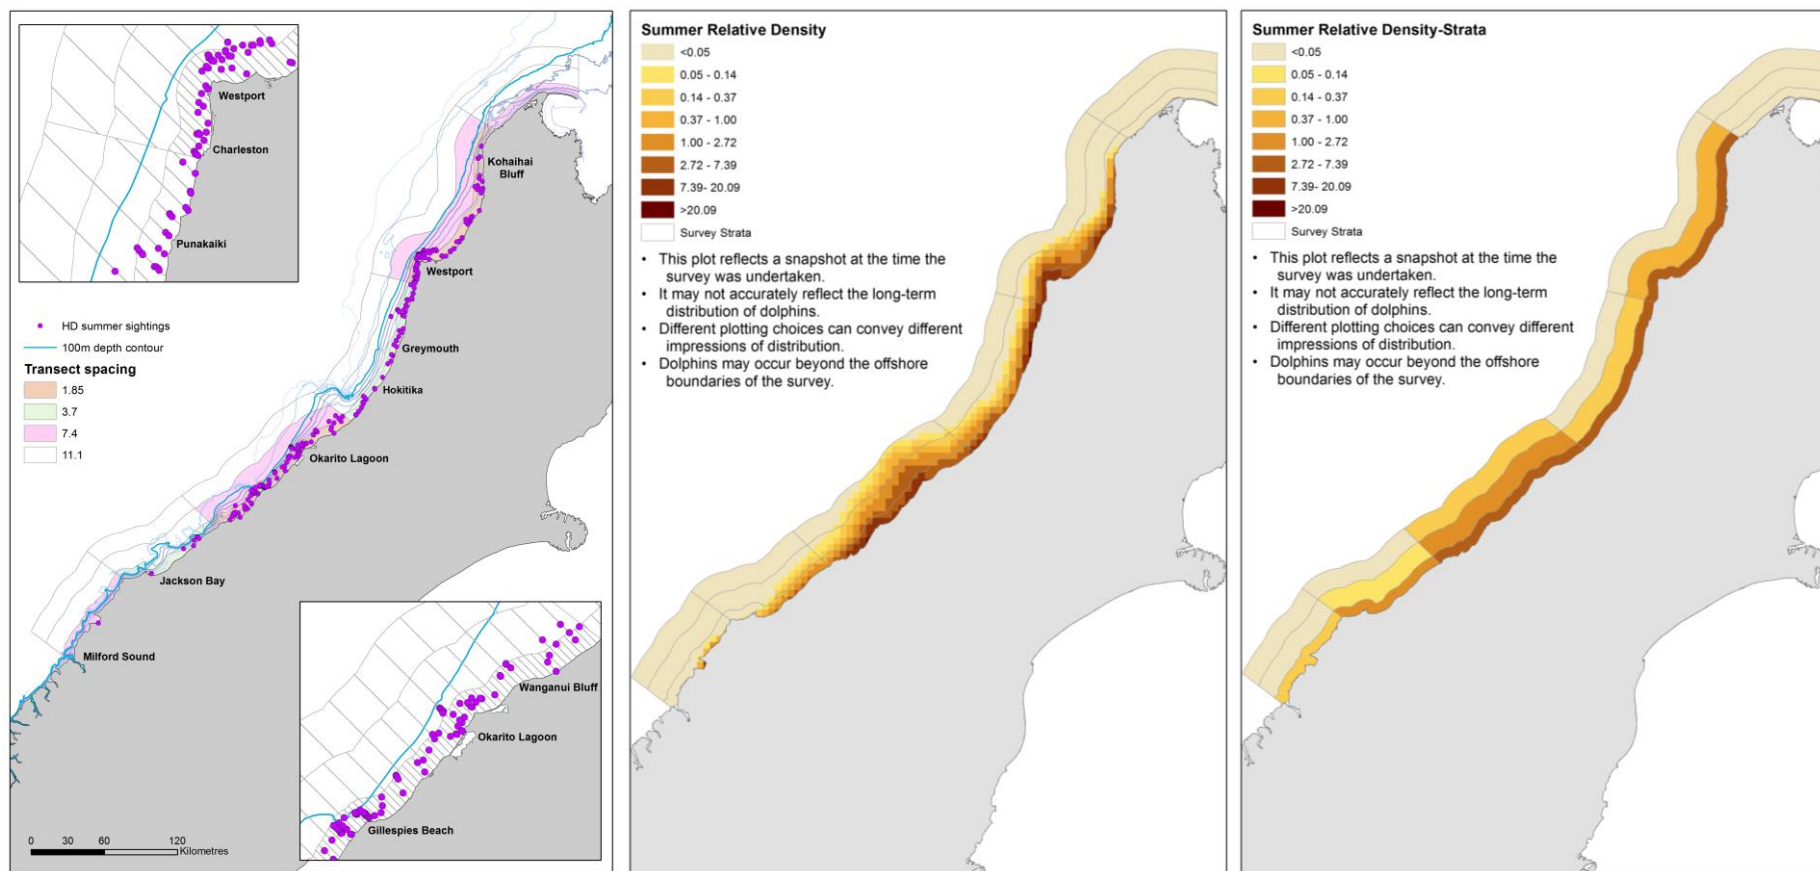 Westport
Charleston
Punakaiki
HD summer sightings
100m depth contour
Transect spacing
1.85
3.7
7.4
11.1
Kohaihai
Bluff
Westport
Greymouth
Hokitika
Okarito Lagoon
Jackson Bay
Milford Sound
Wanganui Bluff
Okarito Lagoon
Gillespies Beach
0 30 60 120
Kilometres
Summer Relative Density
<0.05
0.05 - 0.14
0.14 - 0.37
0.37 - 1.00
1.00 - 2.72
2.72 - 7.39
7.39- 20.09
>20.09
Survey Strata
• This plot reflects a snapshot at the time the
survey was undertaken.
• It may not accurately reflect the long-term
distribution of dolphins.
• Different plotting choices can convey different
impressions of distribution.
• Dolphins may occur beyond the offshore
boundaries of the survey.
Summer Relative Density-Strata
<0.05
0.05 - 0.14
0.14 - 0.37
0.37 - 1.00
1.00 - 2.72
2.72 - 7.39
7.39- 20.09
>20.09
Survey Strata
• This plot reflects a snapshot at the time the
survey was undertaken.
• It may not accurately reflect the long-term
distribution of dolphins.
• Different plotting choices can convey different
impressions of distribution.
• Dolphins may occur beyond the offshore
boundaries of the survey.